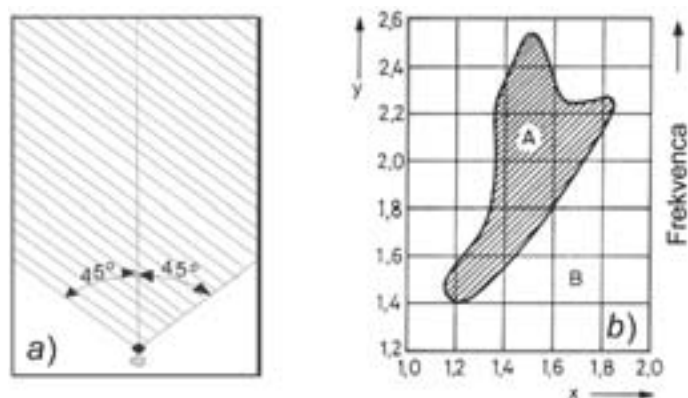 45° 45°
a)
2,6
y
2,4
2,2
2,0
1,8
1,6
1,4
1,2
A
B
b)
1,0 1,2 1,4 1,6 1,8 2,0
x
Frekvenca